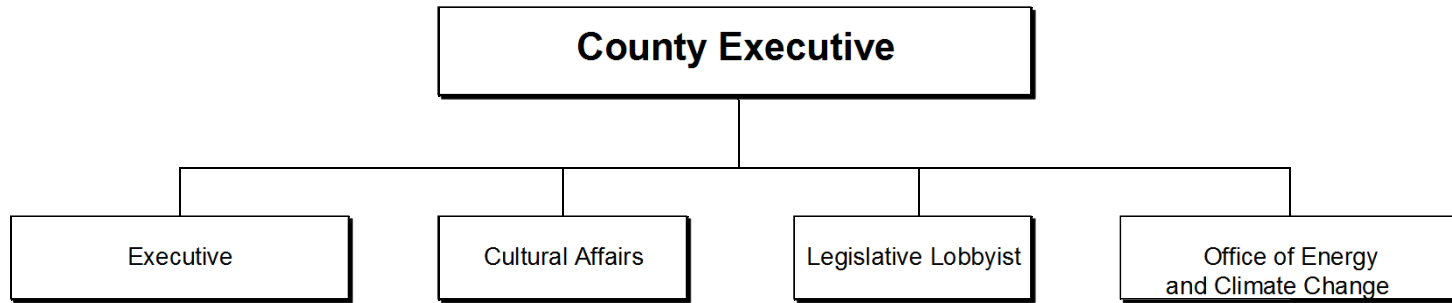 County Executive
Executive
Cultural Affairs
Legislative Lobbyist
Office of Energy
and Climate Change